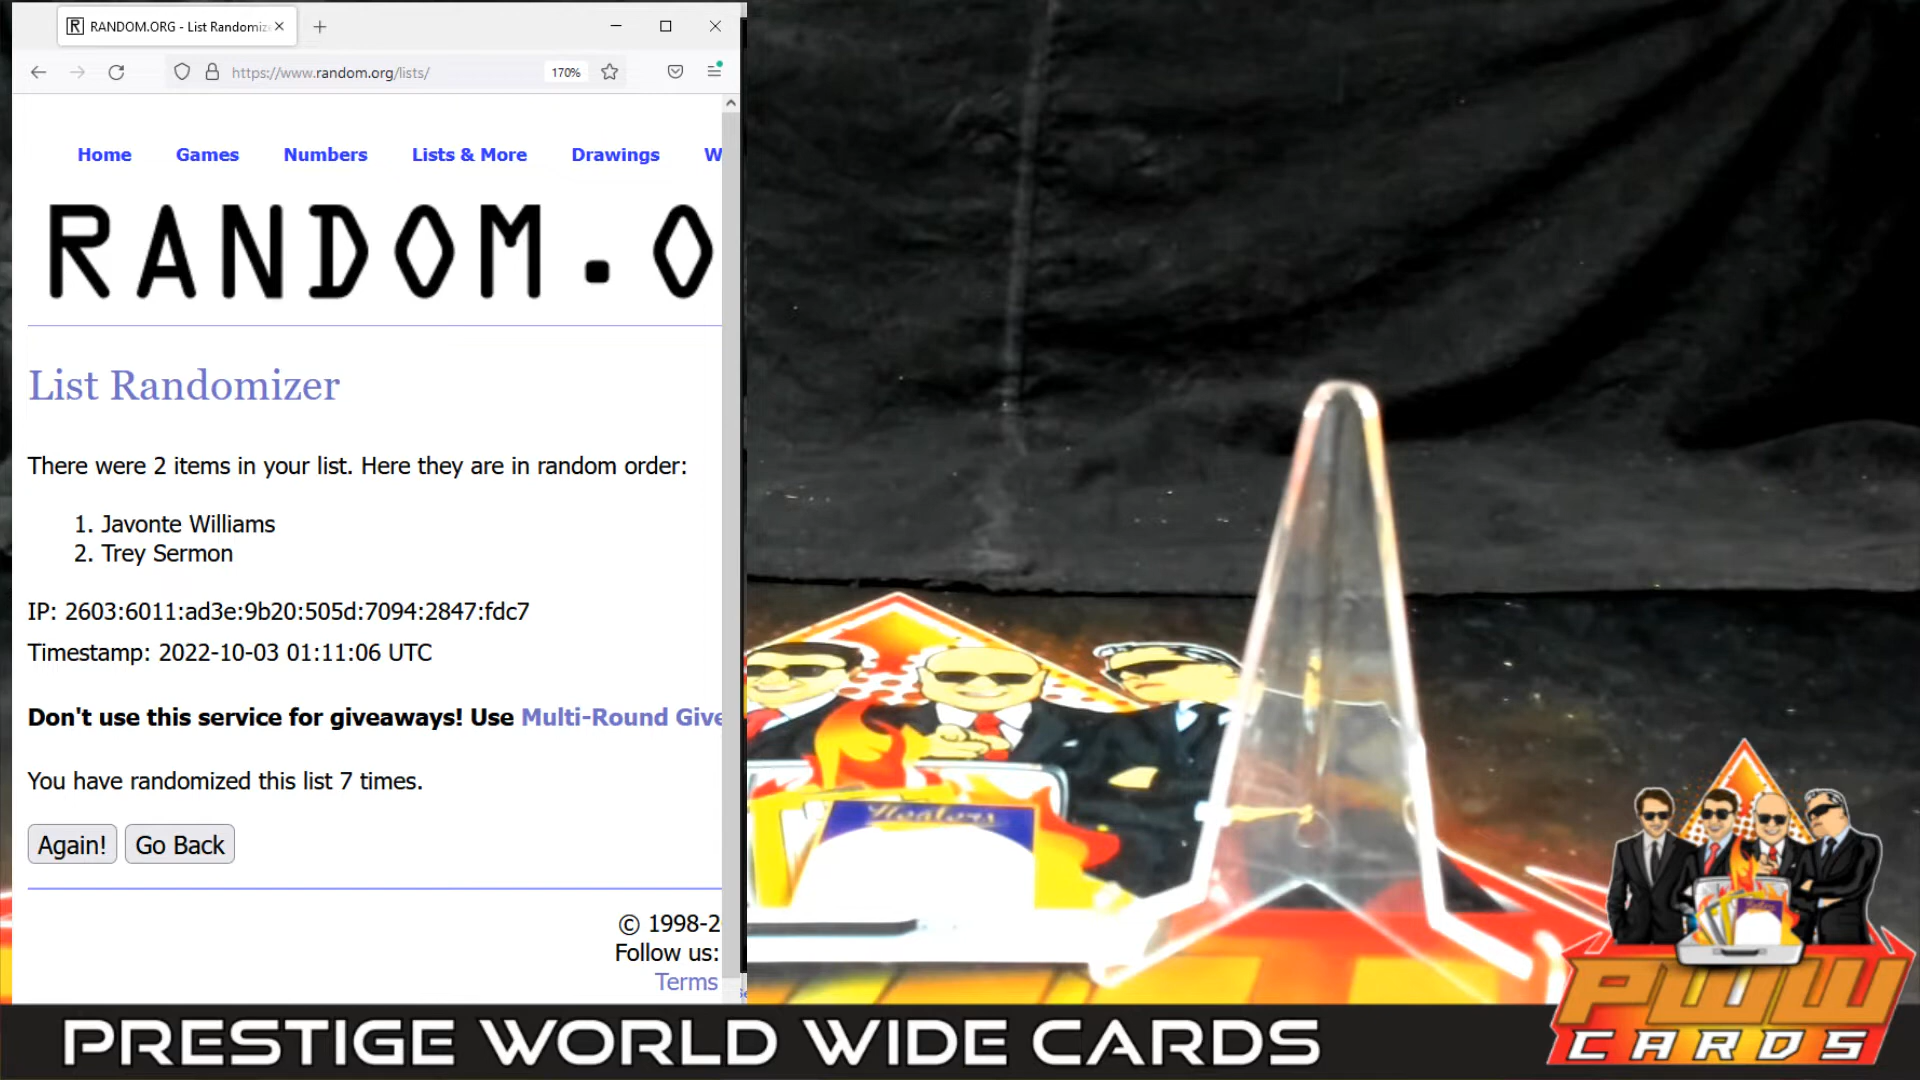 RANDOM.ORG - List Randomiz
https://www.random.org/lists/
170%
Home Games Numbers Lists & More Drawings W
RANDOM.O
List Randomizer
There were 2 items in your list. Here they are in random order:
1. Javonte Williams
2. Trey Sermon
IP: 2603:6011:ad3e:9b20:505d:7094:2847:fdc7
Timestamp: 2022-10-03 01:11:06 UTC
Don't use this service for giveaways! Use Multi-Round Give
You have randomized this list 7 times.
Again! Go Back
© 1998-2
Follow us:
Terms
PRESTIGE WORLD WIDE CARDS
PWW
CARDS